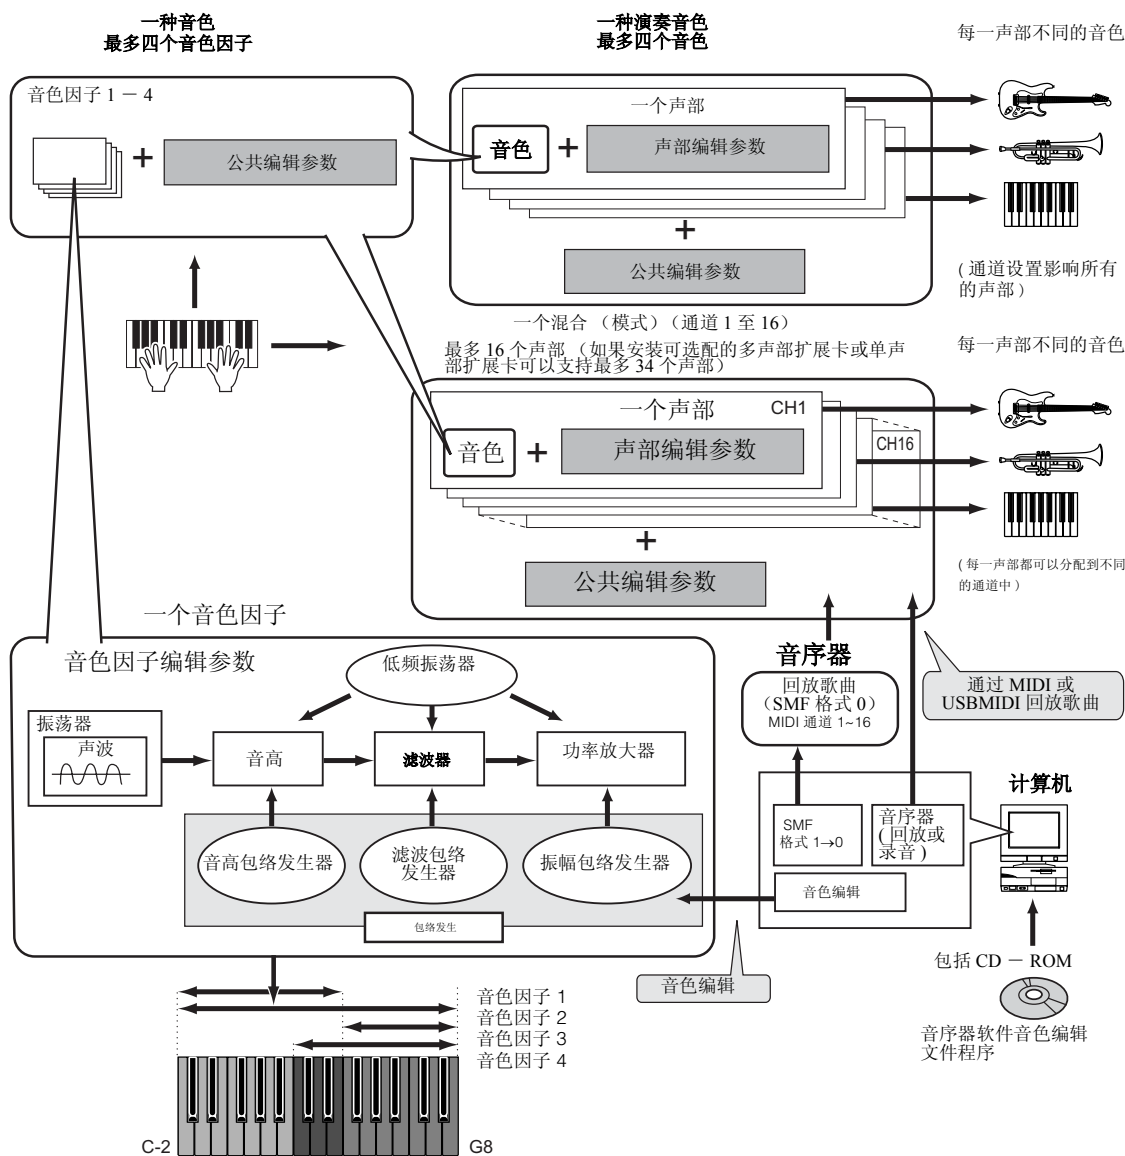 一种音色
最多四个音色因子
一种演奏音色
最多四个音色
每一声部不同的音色
音色因子 1 － 4
+
公共编辑参数
一个声部
音色
+
声部编辑参数
+
公共编辑参数
(通道设置影响所有
的声部)
一个混合 （模式）（通道 1 至 16）
最多 16 个声部 （如果安装可选配的多声部扩展卡或单声
部扩展卡可以支持最多 34 个声部）
每一声部不同的音色
一个声部
CH1
音色
+
声部编辑参数
CH16
+
公共编辑参数
(每一声部都可以分配到不同
的通道中)
一个音色因子
音色因子编辑参数
低频振荡器
振荡器
声波
音高
滤波器
功率放大器
音高包络发生器
滤波包络
发生器
振幅包络发生器
包络发生
音序器
回放歌曲
（SMF 格式 0）
MIDI 通道 1~16
通过 MIDI 或
USBMIDI 回放歌曲
计算机
SMF
格式 1→0
音序器
(回放或
录音)
音色编辑
音色编辑
包括 CD － ROM
音序器软件音色编辑
文件程序
音色因子 1
音色因子 2
音色因子 3
音色因子 4
C-2
G8